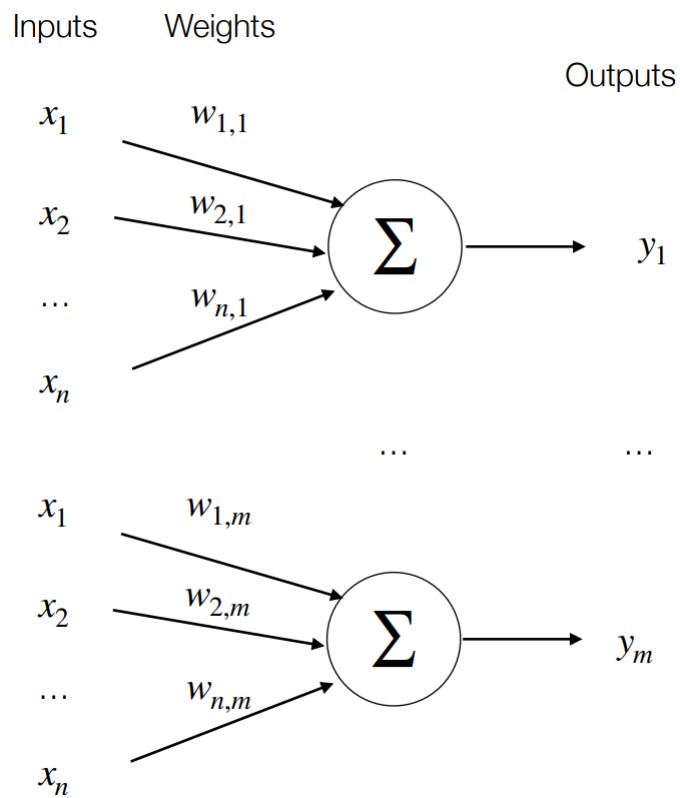 Inputs Weights
Outputs
x₁ w₁,₁
x₂ w₂,₁
Σ y₁
... wₙ,₁
xₙ
... ...
x₁ w₁,ₘ
x₂ w₂,ₘ
Σ yₘ
... wₙ,ₘ
xₙ